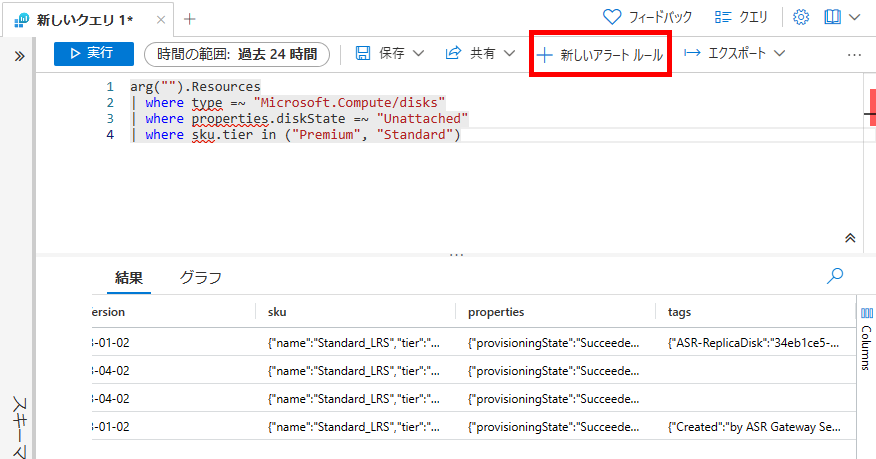 新しいクエリ 1*
フィードバック
クエリ
実行
時間の範囲: 過去 24 時間
保存
共有
新しいアラート ルール
エクスポート
1 arg("").Resources
2 | where type =~ "Microsoft.Compute/disks"
3 | where properties.diskState =~ "Unattached"
4 | where sku.tier in ("Premium", "Standard")
結果 グラフ
ersion sku properties tags
3-01-02 {"name":"Standard_LRS","tier":"... {"provisioningState":"Succeede... {"ASR-ReplicaDisk":"34eb1ce5-...
3-04-02 {"name":"Standard_LRS","tier":"... {"provisioningState":"Succeede...
3-04-02 {"name":"Standard_LRS","tier":"... {"provisioningState":"Succeede...
3-01-02 {"name":"Standard_LRS","tier":"... {"provisioningState":"Succeede... {"Created":"by ASR Gateway Se...
Columns
スキーマ